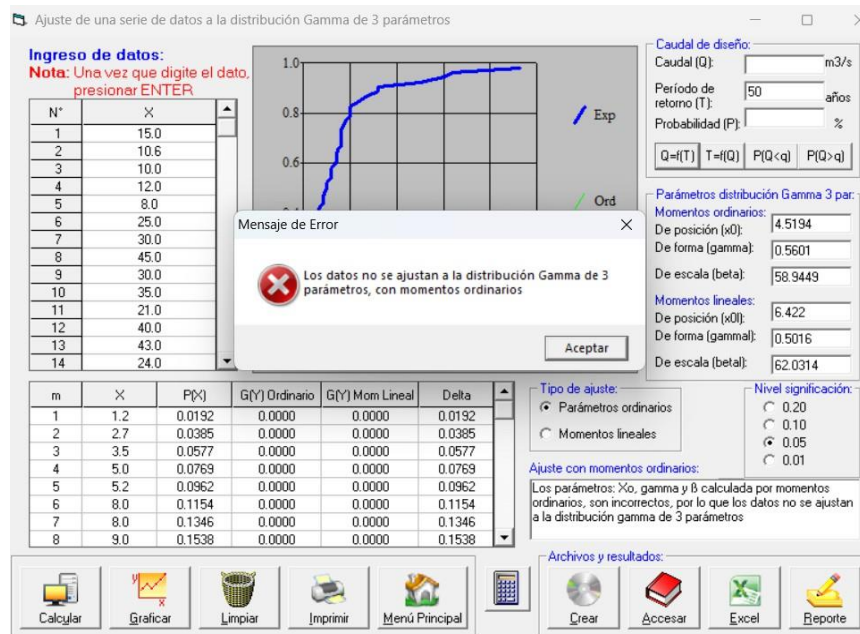 Ajuste de una serie de datos a la distribución Gamma de 3 parámetros
Ingreso de datos:
Nota: Una vez que digite el dato,
presionar ENTER
N° X
1 15.0
2 10.6
3 10.0
4 12.0
5 8.0
6 25.0
7 30.0
8 45.0
9 30.0
10 35.0
11 21.0
12 40.0
13 43.0
14 24.0
1.0
0.8
0.6
Exp
Ord
Caudal de diseño:
Caudal (Q): m3/s
Período de
retorno (T): 50 años
Probabilidad (P): %
Q=f(T) T=f(Q) P(Q<q) P(Q>q)
Parámetros distribución Gamma 3 par:
Momentos ordinarios:
De posición (x0): 4.5194
De forma (gamma): 0.5601
De escala (beta): 58.9449
Momentos lineales:
De posición (x0l): 6.422
De forma (gammal): 0.5016
De escala (betal): 62.0314
Mensaje de Error
Los datos no se ajustan a la distribución Gamma de 3
parámetros, con momentos ordinarios
Aceptar
m X P(X) G(Y) Ordinario G(Y) Mom Lineal Delta
1 1.2 0.0192 0.0000 0.0000 0.0192
2 2.7 0.0385 0.0000 0.0000 0.0385
3 3.5 0.0577 0.0000 0.0000 0.0577
4 5.0 0.0769 0.0000 0.0000 0.0769
5 5.2 0.0962 0.0000 0.0000 0.0962
6 8.0 0.1154 0.0000 0.0000 0.1154
7 8.0 0.1346 0.0000 0.0000 0.1346
8 9.0 0.1538 0.0000 0.0000 0.1538
Tipo de ajuste:
Parámetros ordinarios
Momentos lineales
Nivel significación:
0.20
0.10
0.05
0.01
Ajuste con momentos ordinarios:
Los parámetros: Xo, gamma y ß calculada por momentos
ordinarios, son incorrectos, por lo que los datos no se ajustan
a la distribución gamma de 3 parámetros
Calcular Graficar Limpiar Imprimir Menú Principal
Archivos y resultados:
Crear Accesar Excel Reporte